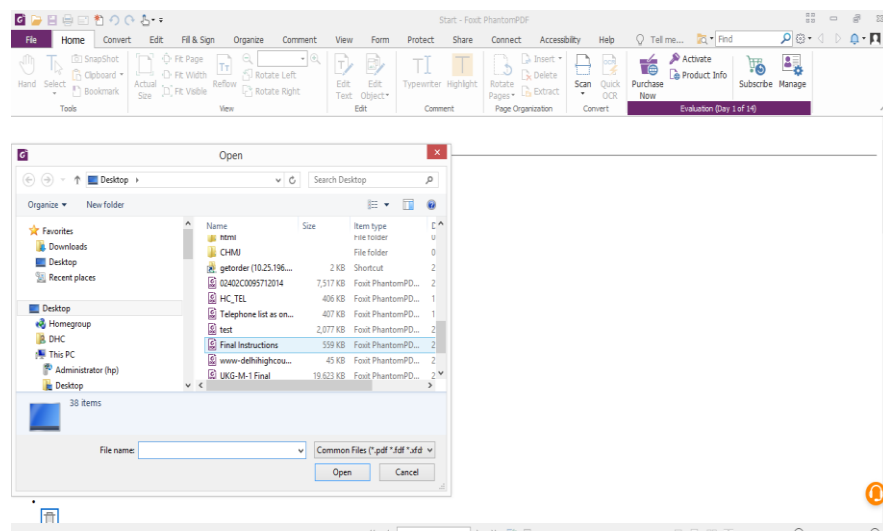 Start - Foxit PhantomPDF
File Home Convert Edit Fill & Sign Organize Comment View Form Protect Share Connect Accessibility Help Tell me... Find
SnapShot Fit Page Insert Activate
Clipboard Fit Width Rotate Left Delete Product Info
Bookmark Fit Visible Rotate Right Extract
Hand Select Actual Size Reflow Edit Text Edit Object Typewriter Highlight Rotate Pages Scan Quick OCR Purchase Now Subscribe Manage
Tools View Edit Comment Page Organization Convert Evaluation (Day 1 of 14)
Open
Desktop Search Desktop
Organize New folder
Name Size Item type
Favorites
Downloads
Desktop
Recent places
Desktop
Homegroup
DHC
This PC
Administrator (hp)
Desktop
html File folder
CHMJ File folder
getorder (10.25.196.... 2 KB Shortcut
02402C0095712014 7,517 KB Foxit PhantomPD...
HC_TEL 406 KB Foxit PhantomPD...
Telephone list as on... 407 KB Foxit PhantomPD...
test 2,077 KB Foxit PhantomPD...
Final Instructions 559 KB Foxit PhantomPD...
www-delhihighcou... 45 KB Foxit PhantomPD...
UKG-M-1 Final 19,623 KB Foxit PhantomPD...
38 items
File name: Common Files (*.pdf *.fdf *.xfd
Open Cancel